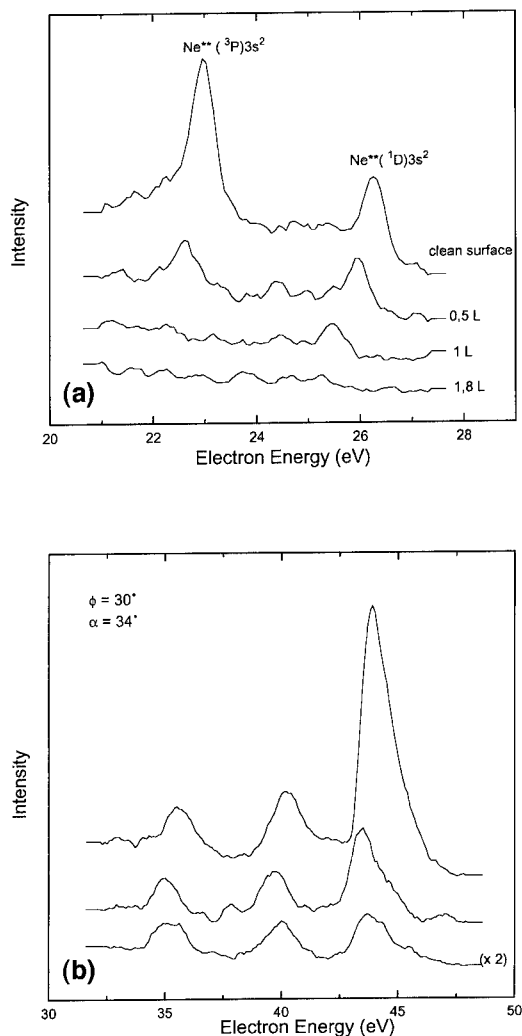 Ne** ( ³P)3s²
Ne**( ¹D)3s²
clean surface
0,5 L
1 L
1,8 L
(a)
Intensity
20 22 24 26 28
Electron Energy (eV)
ϕ = 30°
α = 34°
Intensity
(x 2)
(b)
30 35 40 45 50
Electron Energy (eV)